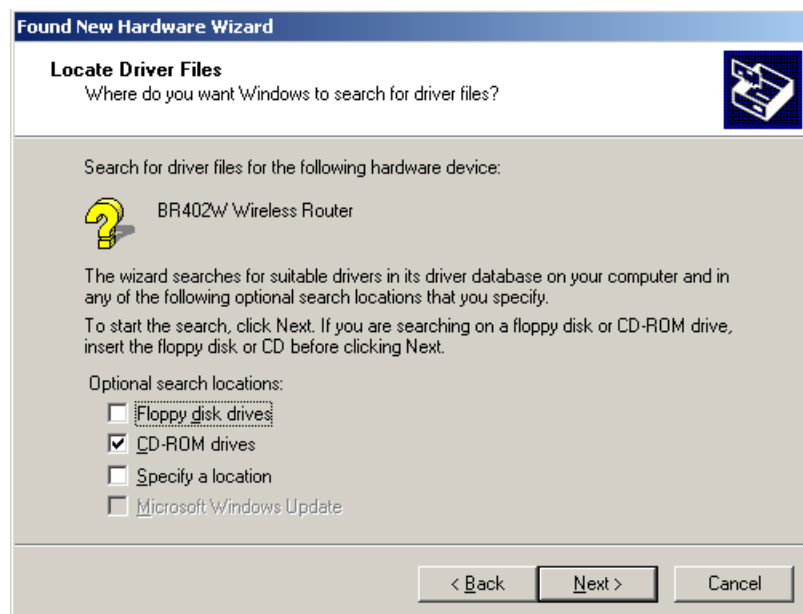 Found New Hardware Wizard
Locate Driver Files
Where do you want Windows to search for driver files?
Search for driver files for the following hardware device:
BR402W Wireless Router
The wizard searches for suitable drivers in its driver database on your computer and in
any of the following optional search locations that you specify.
To start the search, click Next. If you are searching on a floppy disk or CD-ROM drive,
insert the floppy disk or CD before clicking Next.
Optional search locations:
Floppy disk drives
CD-ROM drives
Specify a location
Microsoft Windows Update
< Back Next > Cancel